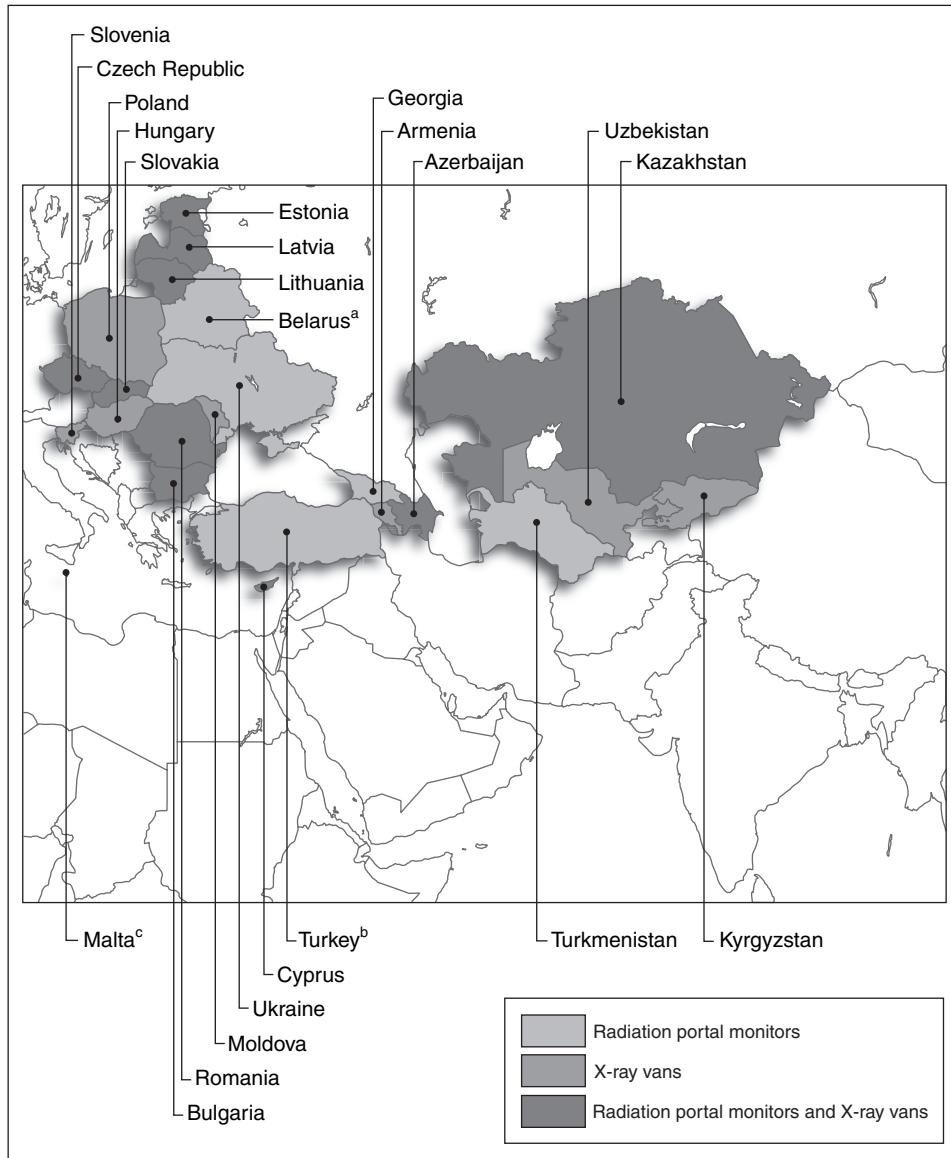 Slovenia
Czech Republic
Poland
Hungary
Slovakia
Georgia
Armenia
Azerbaijan
Uzbekistan
Kazakhstan
Estonia
Latvia
Lithuania
Belarusᵃ
Maltaᶜ
Turkeyᵇ
Cyprus
Ukraine
Moldova
Romania
Bulgaria
Turkmenistan
Kyrgyzstan
Radiation portal monitors
X-ray vans
Radiation portal monitors and X-ray vans